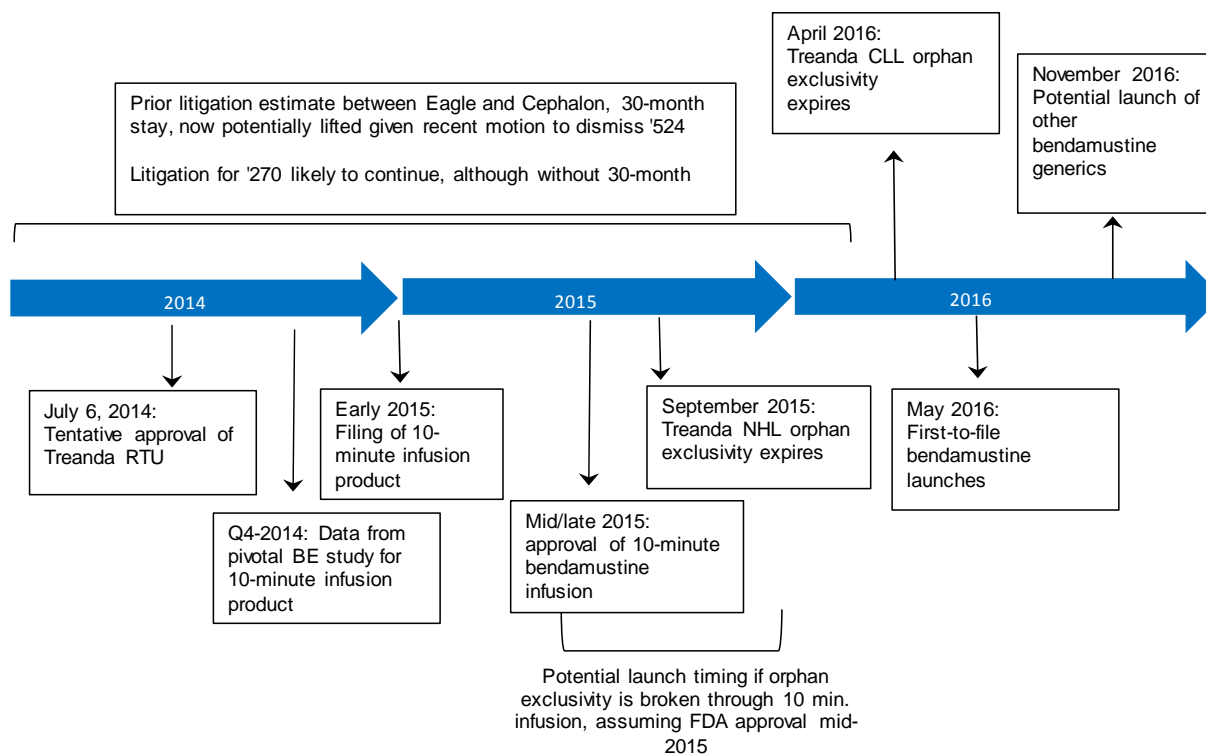 April 2016:
Treanda CLL orphan
exclusivity
expires
November 2016:
Potential launch of
other
bendamustine
generics
Prior litigation estimate between Eagle and Cephalon, 30-month
stay, now potentially lifted given recent motion to dismiss '524
Litigation for '270 likely to continue, although without 30-month
2014
2015
2016
July 6, 2014:
Tentative approval of
Treanda RTU
Early 2015:
Filing of 10-
minute infusion
product
September 2015:
Treanda NHL orphan
exclusivity expires
May 2016:
First-to-file
bendamustine
launches
Q4-2014: Data from
pivotal BE study for
10-minute infusion
product
Mid/late 2015:
approval of 10-minute
bendamustine
infusion
Potential launch timing if orphan
exclusivity is broken through 10 min.
infusion, assuming FDA approval mid-
2015